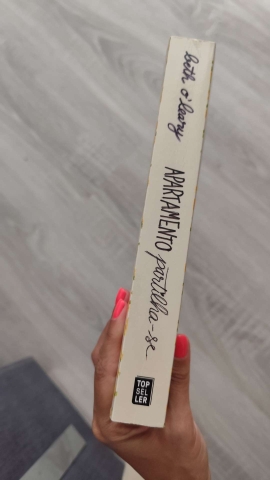 beth o'leary
APARTAMENTO partilha-se
TOP
SEL
LER